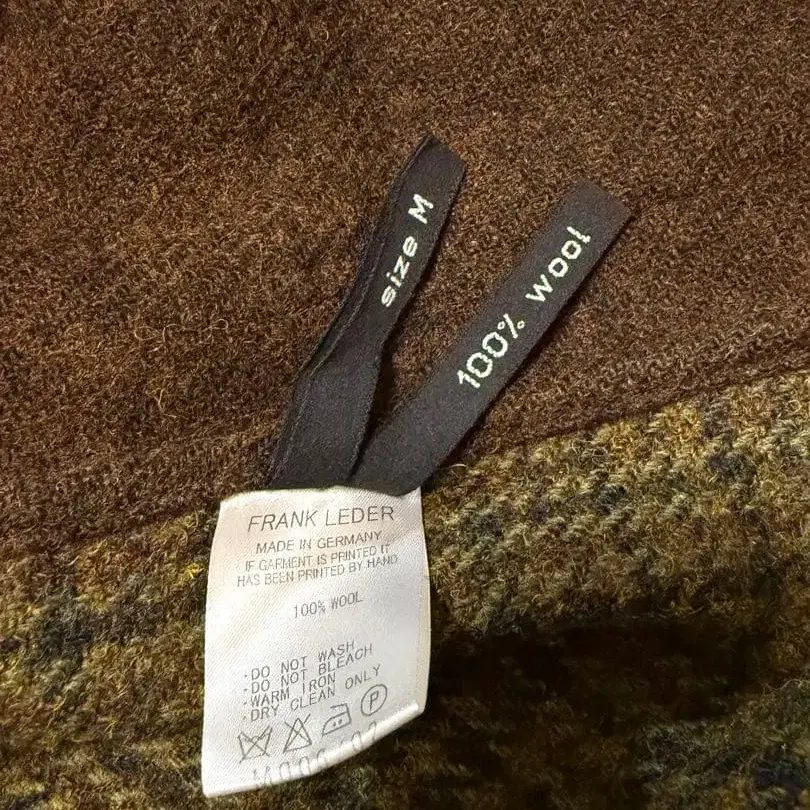 size M
100% wool
FRANK LEDER
MADE IN GERMANY
IF GARMENT IS PRINTED IT
HAS BEEN PRINTED BY HAND
100% WOOL
·DO NOT WASH
·DO NOT BLEACH
·WARM IRON
·DRY CLEAN ONLY
P